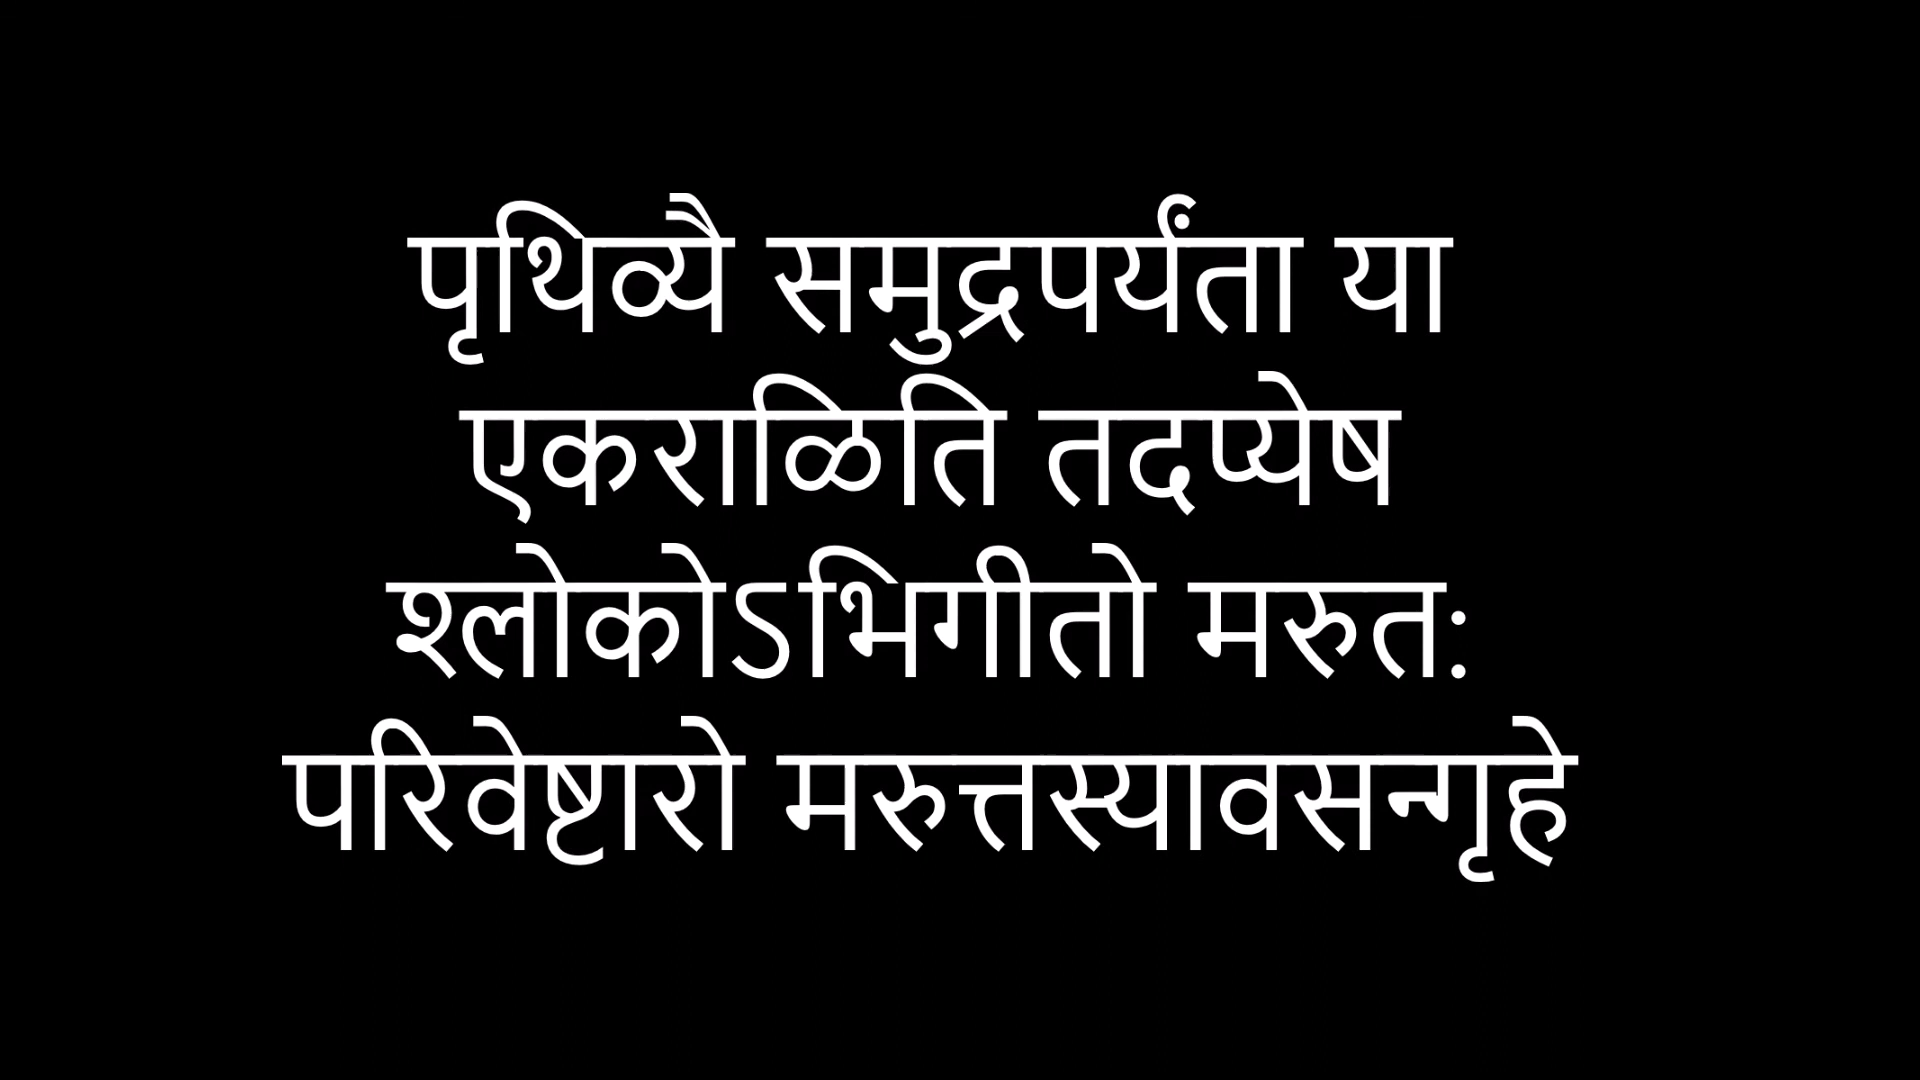 पृथिव्यै समुद्रपर्यंता या
एकराळिति तदप्येष
श्लोकोऽभिगीतो मरुत:
परिवेष्टारो मरुत्तस्यावसन्गृहे